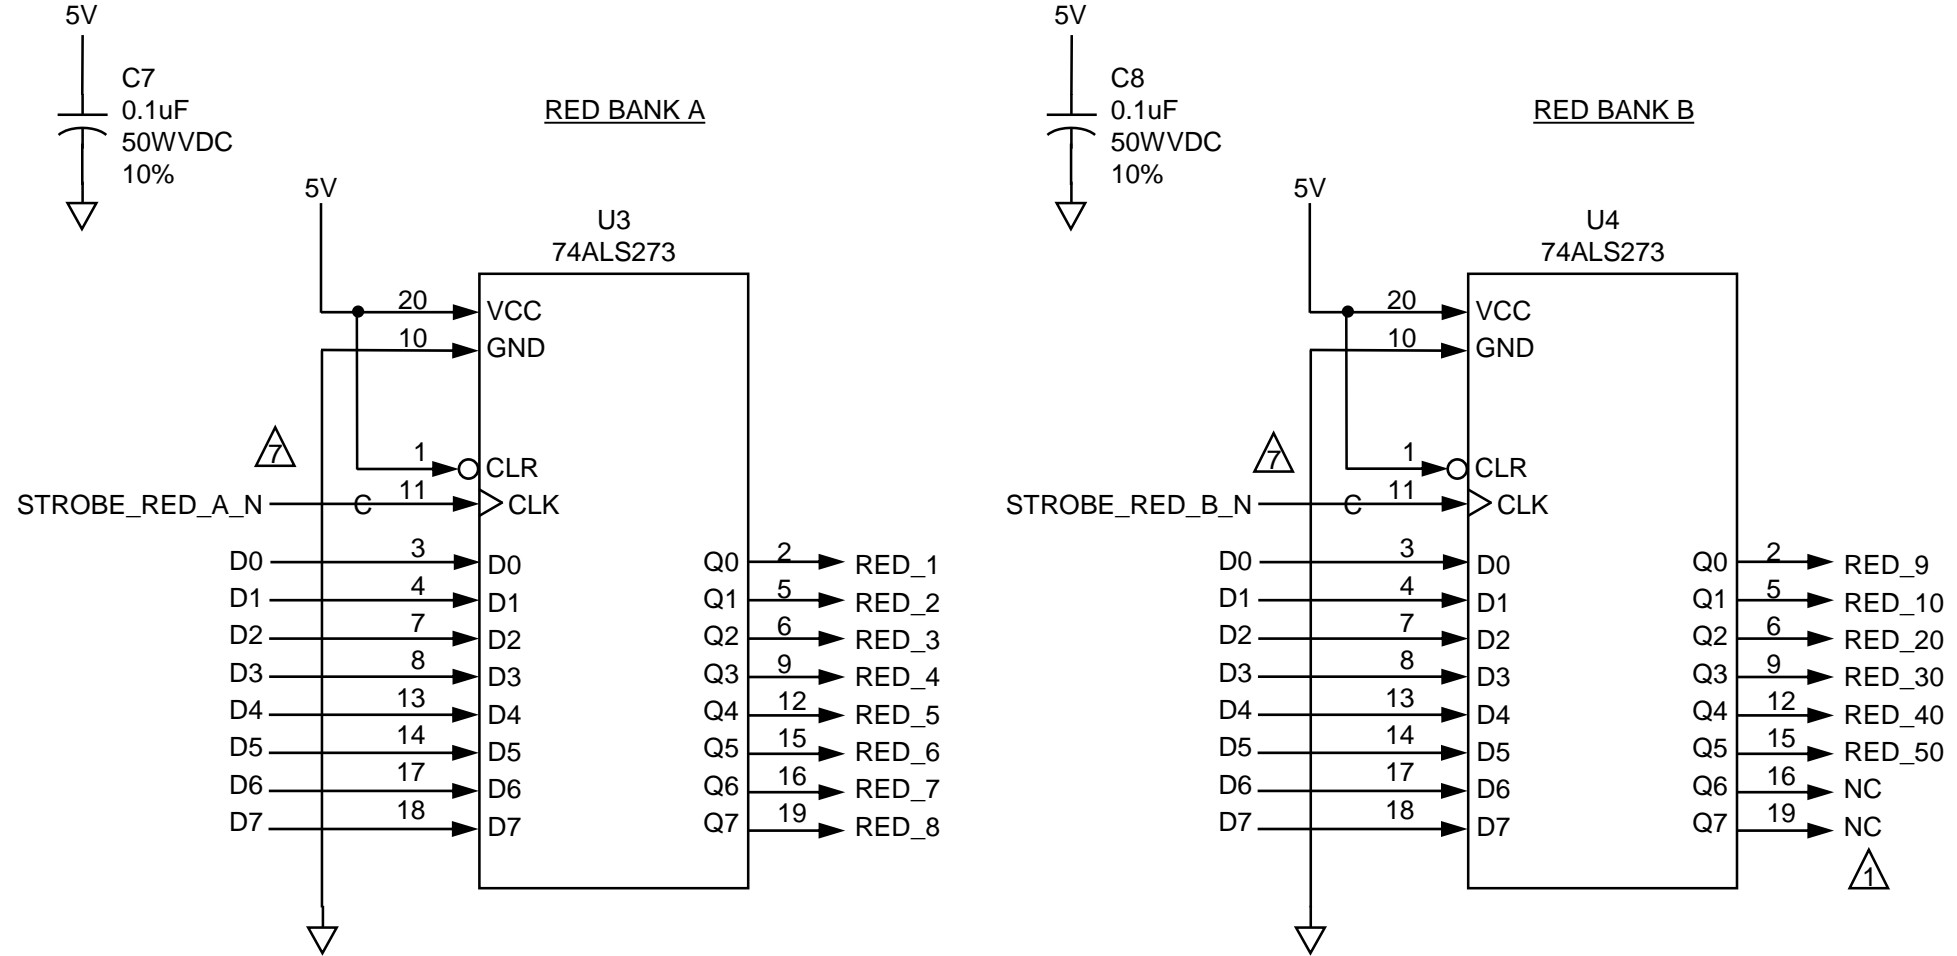 5V
C7
0.1uF
50WVDC
10%
RED BANK A
5V
U3
74ALS273
20
VCC
10
GND
7
1
CLR
STROBE_RED_A_N
C
11
CLK
D0
3
D0
Q0
2
RED_1
D1
4
D1
Q1
5
RED_2
D2
7
D2
Q2
6
RED_3
D3
8
D3
Q3
9
RED_4
D4
13
D4
Q4
12
RED_5
D5
14
D5
Q5
15
RED_6
D6
17
D6
Q6
16
RED_7
D7
18
D7
Q7
19
RED_8
5V
C8
0.1uF
50WVDC
10%
RED BANK B
5V
U4
74ALS273
20
VCC
10
GND
7
1
CLR
STROBE_RED_B_N
C
11
CLK
D0
3
D0
Q0
2
RED_9
D1
4
D1
Q1
5
RED_10
D2
7
D2
Q2
6
RED_20
D3
8
D3
Q3
9
RED_30
D4
13
D4
Q4
12
RED_40
D5
14
D5
Q5
15
RED_50
D6
17
D6
Q6
16
NC
D7
18
D7
Q7
19
NC
1